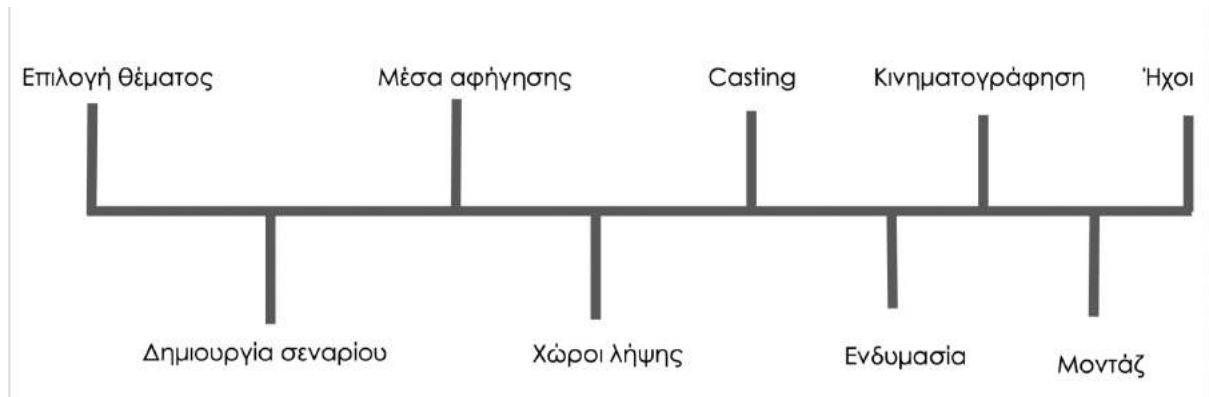 Επιλογή θέματος
Μέσα αφήγησης
Casting
Κινηματογράφηση
Ήχοι
Δημιουργία σεναρίου
Χώροι λήψης
Ενδυμασία
Μοντάζ